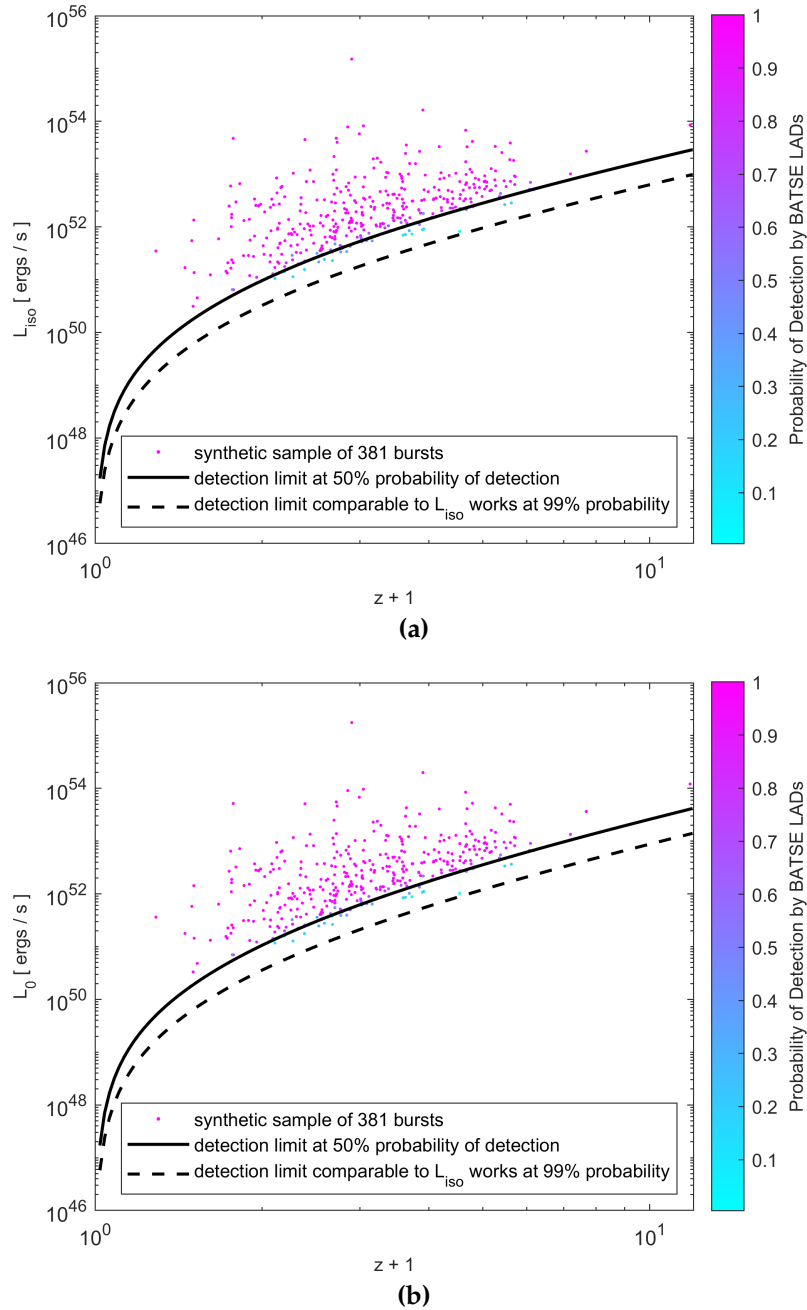 10^56
10^54
10^52
10^50
10^48
10^46
L_iso [ ergs / s ]
synthetic sample of 381 bursts
detection limit at 50% probability of detection
detection limit comparable to L_iso works at 99% probability
10^0
10^1
z + 1
1
0.9
0.8
0.7
0.6
0.5
0.4
0.3
0.2
0.1
Probability of Detection by BATSE LADs
(a)
10^56
10^54
10^52
10^50
10^48
10^46
L_0 [ ergs / s ]
synthetic sample of 381 bursts
detection limit at 50% probability of detection
detection limit comparable to L_iso works at 99% probability
10^0
10^1
z + 1
1
0.9
0.8
0.7
0.6
0.5
0.4
0.3
0.2
0.1
Probability of Detection by BATSE LADs
(b)